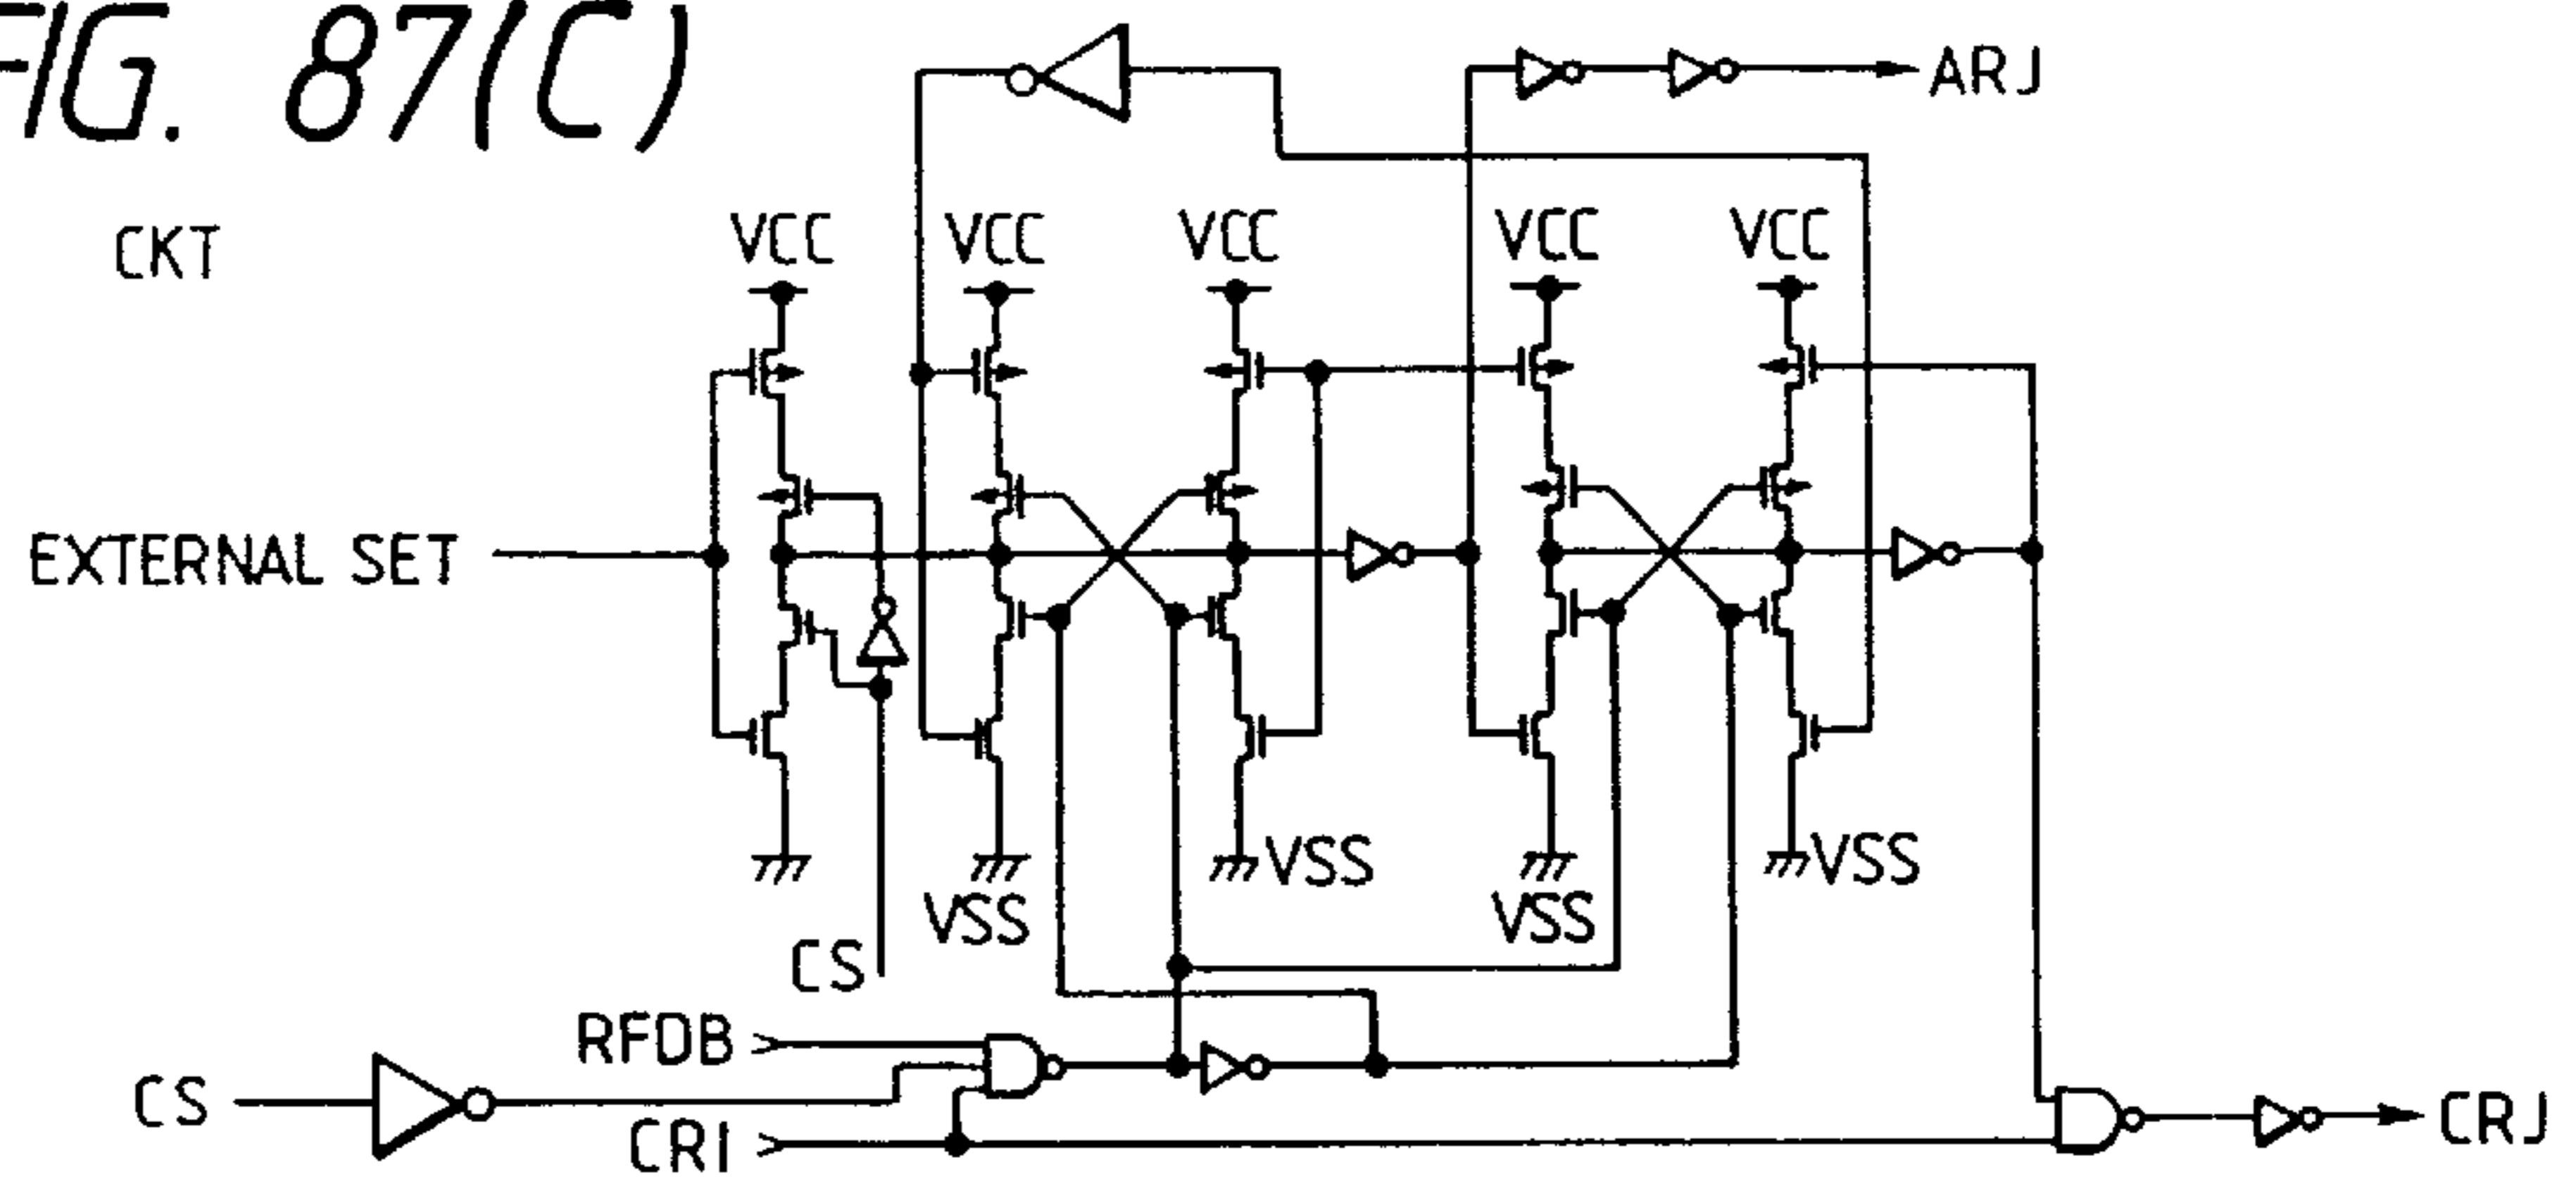 FIG. 87(C)
ARJ
CKT
VCC VCC VCC VCC VCC
EXTERNAL SET
VSS VSS
VSS VSS
CS
RFDB
CS
CRI
CRJ